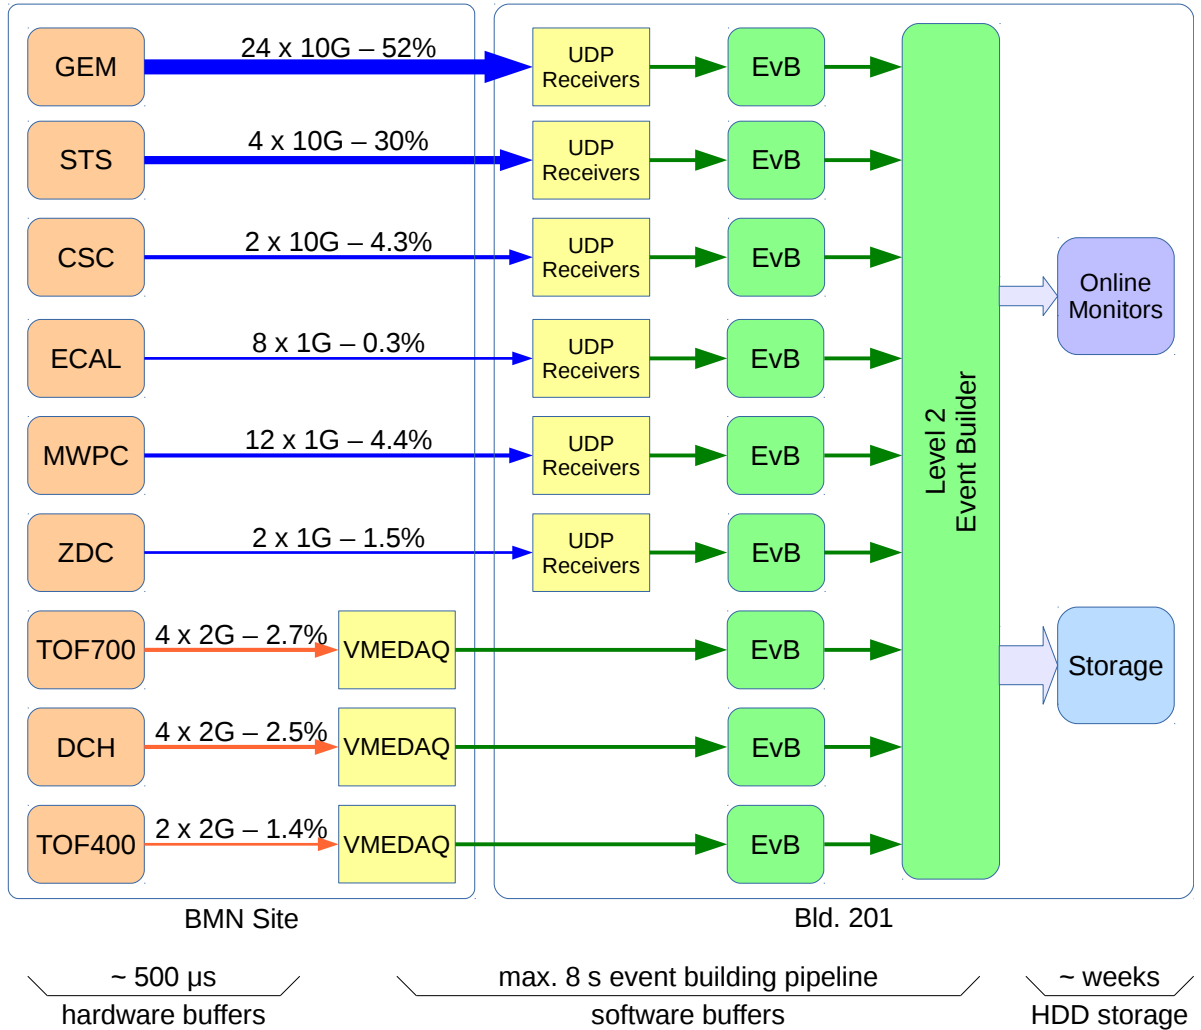 GEM
24 x 10G – 52%
UDP
Receivers
EvB
STS
4 x 10G – 30%
UDP
Receivers
EvB
CSC
2 x 10G – 4.3%
UDP
Receivers
EvB
Online
Monitors
ECAL
8 x 1G – 0.3%
UDP
Receivers
EvB
Level 2
Event Builder
MWPC
12 x 1G – 4.4%
UDP
Receivers
EvB
ZDC
2 x 1G – 1.5%
UDP
Receivers
EvB
TOF700
4 x 2G – 2.7%
VMEDAQ
EvB
Storage
DCH
4 x 2G – 2.5%
VMEDAQ
EvB
TOF400
2 x 2G – 1.4%
VMEDAQ
EvB
BMN Site
Bld. 201
~ 500 μs
hardware buffers
max. 8 s event building pipeline
software buffers
~ weeks
HDD storage